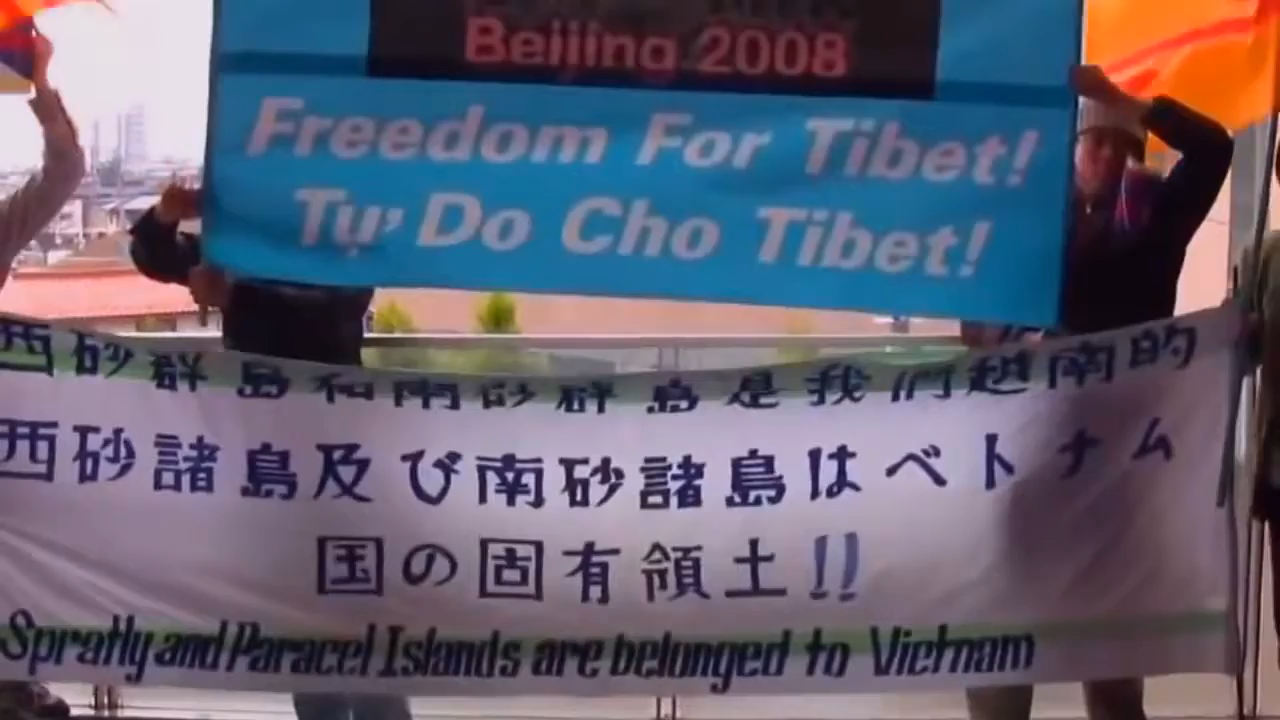 Beijing 2008
Freedom For Tibet!
Tự Do Cho Tibet!
西砂群島和南砂群島是我們越南的
西砂諸島及び南砂諸島はベトナム
国の固有領土!!
Spratly and Paracel Islands are belonged to Vietnam